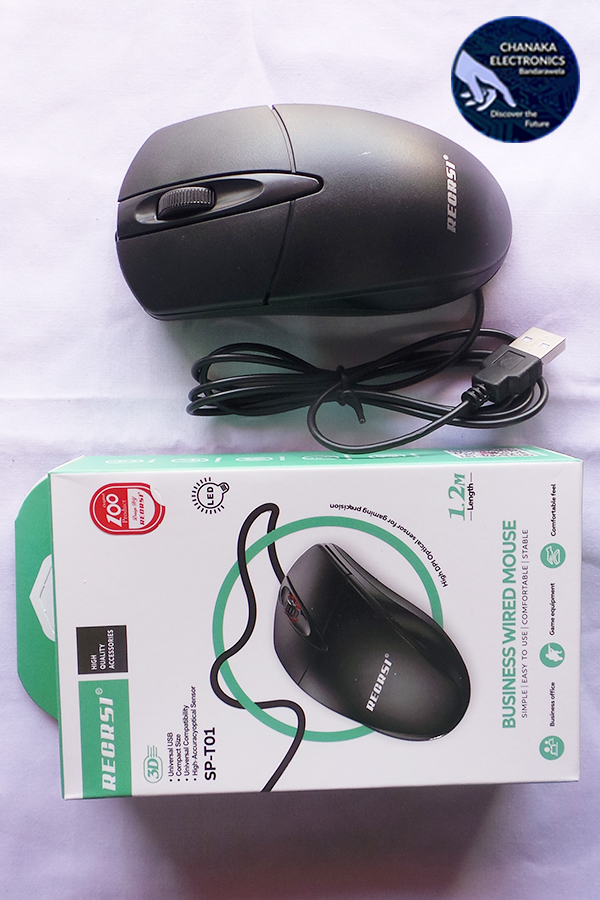 CHANAKA
ELECTRONICS
Bandarawela
Discover the
Future
REORSI
REORSI
HIGH
QUALITY
ACCESSORIES
100
REORSI
LED
3D
• Universal USB
• Compact Size
• Universal Compatibility
• High-Accuracyoptical Sensor
SP-T01
High DPI Optical sensor for gaming precision
REORSI
1.2M
Length
BUSINESS WIRED MOUSE
SIMPLE | EASY TO USE | COMFORTABLE | STABLE
Business office
Game equipment
Comfortable feel